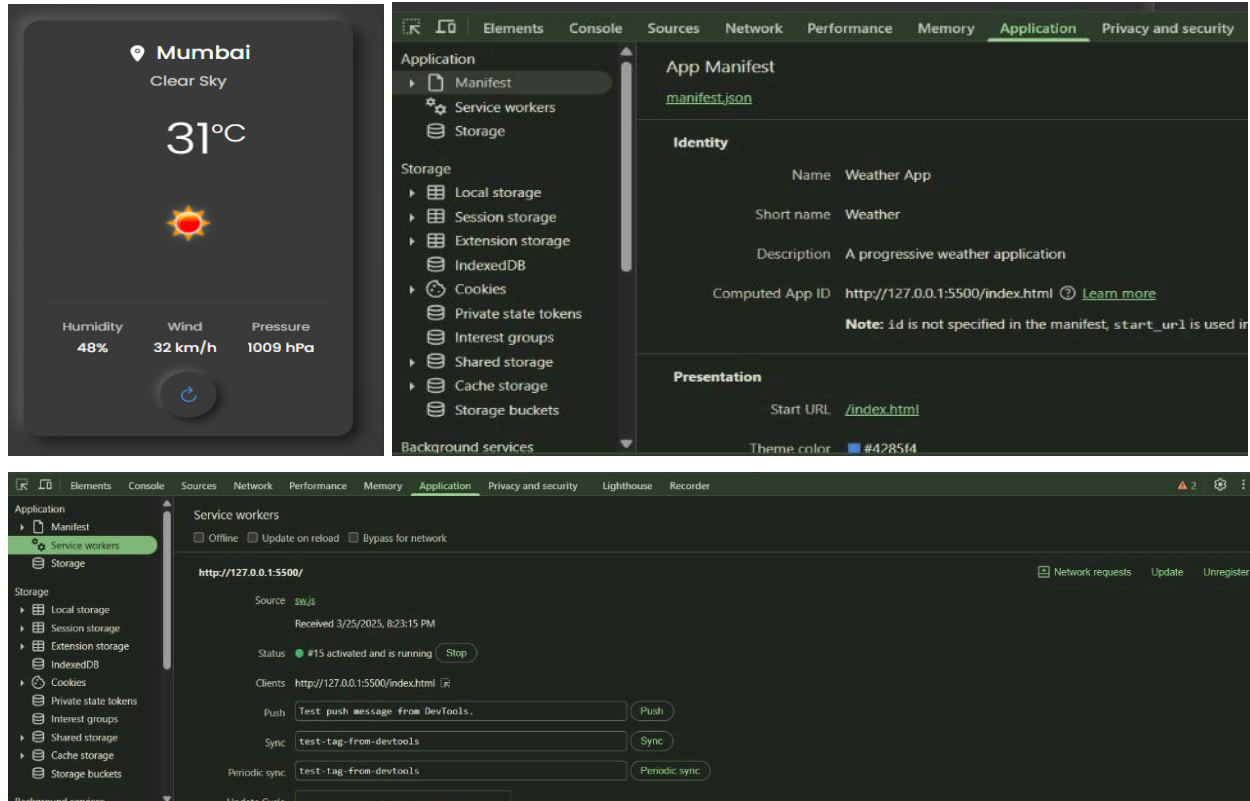 Mumbai
Clear Sky
31°C
Humidity Wind Pressure
48% 32 km/h 1009 hPa
Elements Console Sources Network Performance Memory Application Privacy and security
Application
Manifest
Service workers
Storage
Storage
Local storage
Session storage
Extension storage
IndexedDB
Cookies
Private state tokens
Interest groups
Shared storage
Cache storage
Storage buckets
Background services
App Manifest
manifest.json
Identity
Name Weather App
Short name Weather
Description A progressive weather application
Computed App ID http://127.0.0.1:5500/index.html Learn more
Note: id is not specified in the manifest, start_url is used in
Presentation
Start URL /index.html
Theme color #4285f4
Elements Console Sources Network Performance Memory Application Privacy and security Lighthouse Recorder 2
Application
Manifest
Service workers
Storage
Storage
Local storage
Session storage
Extension storage
IndexedDB
Cookies
Private state tokens
Interest groups
Shared storage
Cache storage
Storage buckets
Background services
Service workers
Offline Update on reload Bypass for network
http://127.0.0.1:5500/ Network requests Update Unregister
Source sw.js
Received 3/25/2025, 8:23:15 PM
Status #15 activated and is running Stop
Clients http://127.0.0.1:5500/index.html
Push Test push message from DevTools. Push
Sync test-tag-from-devtools Sync
Periodic sync test-tag-from-devtools Periodic sync
Update Cycle